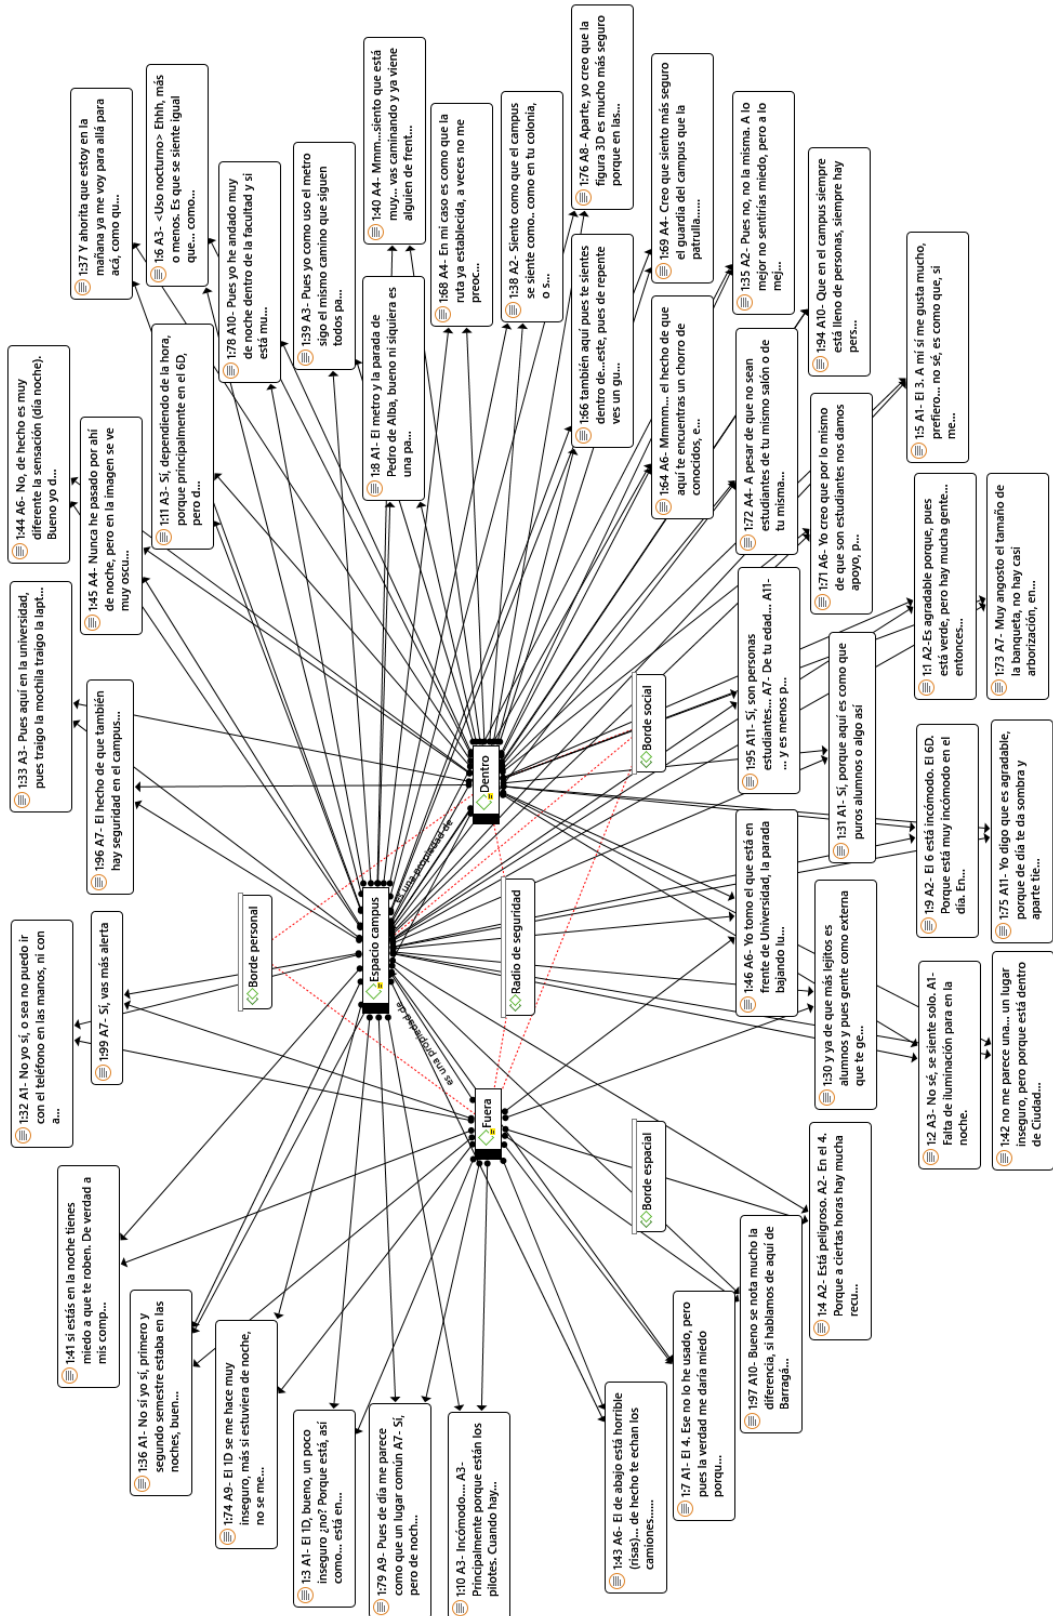 1:41 si estás en la noche tienes
miedo a que te roben. De verdad a
mis comp...
1:32 A1- No yo sí, o sea no puedo ir
con el teléfono en las manos, ni con
a...
1:33 A3- Pues aquí en la universidad,
pues traigo la mochila traigo la lapt...
1:44 A6- No, de hecho es muy
diferente la sensación (día noche).
Bueno yo d...
1:37 Y ahorita que estoy en la
mañana ya me voy para allá para
acá, como qu...
1:36 A1- No sí yo sí, primero y
segundo semestre estaba en las
noches, buen...
1:99 A7- Sí, vas más alerta
1:96 A7- El hecho de que también
hay seguridad en el campus...
1:45 A4- Nunca he pasado por ahí
de noche, pero en la imagen se ve
muy oscu...
1:11 A3- Sí, dependiendo de la hora,
porque principalmente en el 6D,
pero d...
1:6 A3- <Uso nocturno> Ehhh, más
o menos. Es que se siente igual
que... como...
1:74 A9- El 1D se me hace muy
inseguro, más si estuviera de noche,
no se me...
1:78 A10- Pues yo he andado muy
de noche dentro de la facultad y sí
está mu...
1:3 A1- El 1D, bueno, un poco
inseguro ¿no? Porque está, así
como... está en...
Borde personal
1:39 A3- Pues yo como uso el metro
sigo el mismo camino que siguen
todos pa...
1:79 A9- Pues de día me parece
como que un lugar común A7- Sí,
pero de noch...
Espacio campus
1:8 A1- El metro y la parada de
Pedro de Alba, bueno ni siquiera es
una pa...
1:40 A4- Mmm...siento que está
muy... vas caminando y ya viene
alguien de frent...
es una propiedad de
es una propiedad de
1:10 A3- Incómodo.... A3-
Principalmente porque están los
pilotes. Cuando hay...
Fuera
Dentro
1:68 A4- En mi caso es como que la
ruta ya establecida, a veces no me
preoc...
Radio de seguridad
1:38 A2- Siento como que el campus
se siente como.. como en tu colonia,
o s...
1:43 A6- El de abajo está horrible
(risas)... de hecho te echan los
camiones......
Borde espacial
Borde social
1:66 también aquí pues te sientes
dentro de...este, pues de repente
ves un gu...
1:76 A8- Aparte, yo creo que la
figura 3D es mucho más seguro
porque en las...
1:7 A1- El 4. Ese no lo he usado, pero
pues la verdad me daría miedo
porqu...
1:64 A6- Mmmm... el hecho de que
aquí te encuentras un chorro de
conocidos, e...
1:69 A4- Creo que siento más seguro
el guardia del campus que la
patrulla......
1:97 A10- Bueno se nota mucho la
diferencia, si hablamos de aquí de
Barragá...
1:46 A6- Yo tomo el que está en
frente de Universidad, la parada
bajando lu...
1:95 A11- Sí, son personas
estudiantes... A7- De tu edad... A11-
... y es menos p...
1:72 A4- A pesar de que no sean
estudiantes de tu mismo salón o de
tu misma...
1:35 A2- Pues no, no la misma. A lo
mejor no sentirías miedo, pero a lo
mej...
1:4 A2- Está peligroso. A2- En el 4.
Porque a ciertas horas hay mucha
recu...
1:30 y ya de que más lejitos es
alumnos y pues gente como externa
que te ge...
1:31 A1- Sí, porque aquí es como que
puros alumnos o algo así
1:71 A6- Yo creo que por lo mismo
de que son estudiantes nos damos
apoyo, p...
1:94 A10- Que en el campus siempre
está lleno de personas, siempre hay
pers...
1:2 A3- No sé, se siente solo. A1-
Falta de iluminación para en la
noche.
1:9 A2- El 6 está incómodo. El 6D.
Porque está muy incómodo en el
día. En...
1:1 A2-Es agradable porque, pues
está verde, pero hay mucha gente...
entonces...
1:5 A1- El 3. A mí sí me gusta mucho,
prefiero... no sé, es como que, sí
me...
1:42 no me parece una... un lugar
inseguro, pero porque está dentro
de Ciudad...
1:75 A11- Yo digo que es agradable,
porque de día te da sombra y
aparte tie...
1:73 A7- Muy angosto el tamaño de
la banqueta, no hay casi
arborización, en...